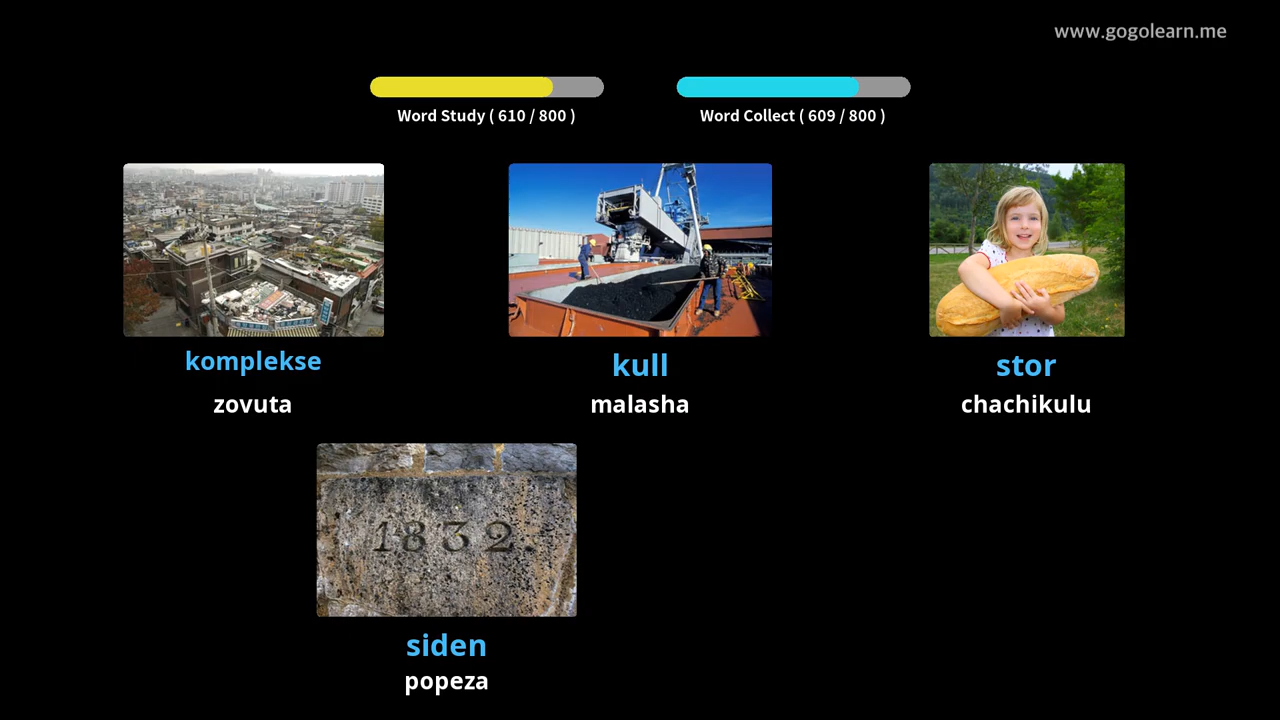 www.gogolearn.me
Word Study ( 610 / 800 )
Word Collect ( 609 / 800 )
komplekse
zovuta
kull
malasha
stor
chachikulu
1832.
siden
popeza